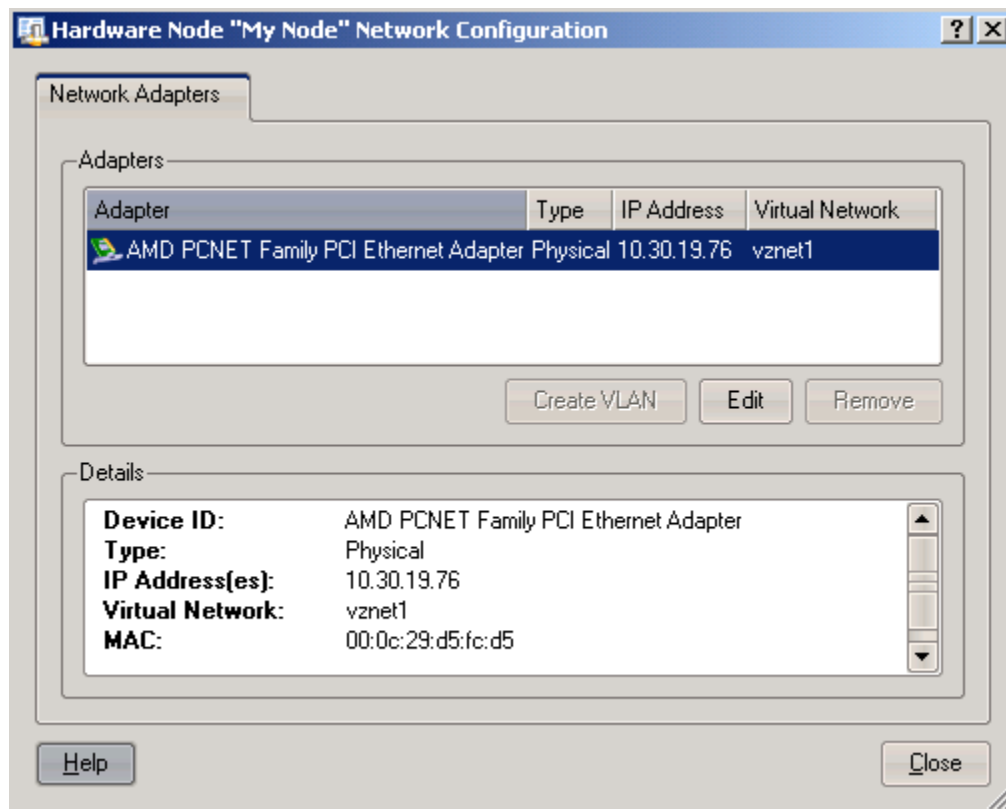 Hardware Node "My Node" Network Configuration
Network Adapters
Adapters
Adapter Type IP Address Virtual Network
AMD PCNET Family PCI Ethernet Adapter Physical 10.30.19.76 vznet1
Create VLAN Edit Remove
Details
Device ID: AMD PCNET Family PCI Ethernet Adapter
Type: Physical
IP Address(es): 10.30.19.76
Virtual Network: vznet1
MAC: 00:0c:29:d5:fc:d5
Help Close